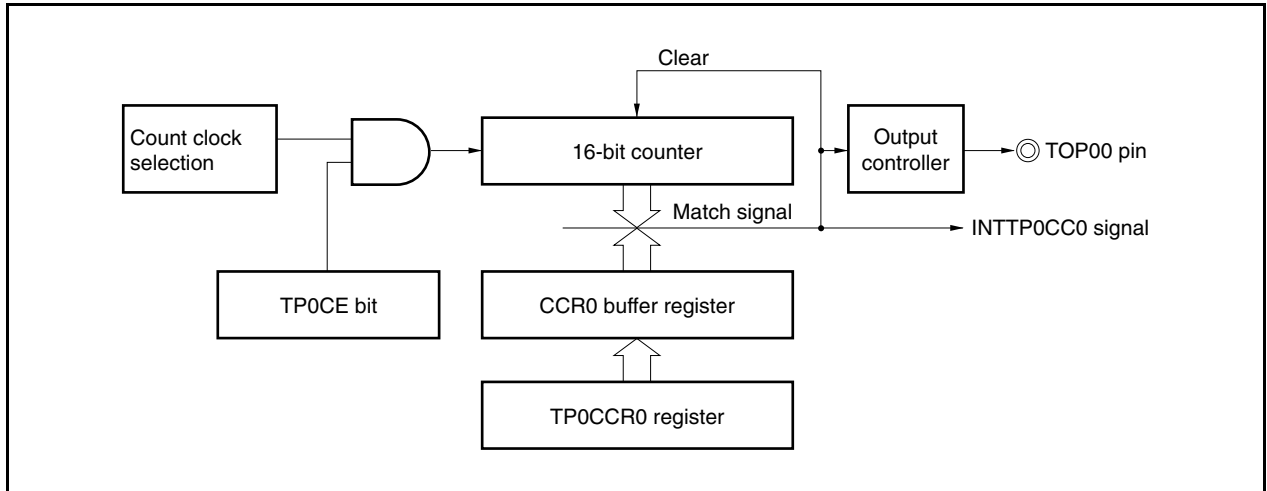 Clear
Count clock
selection
16-bit counter
Output
controller
TOP00 pin
Match signal
INTTP0CC0 signal
TP0CE bit
CCR0 buffer register
TP0CCR0 register